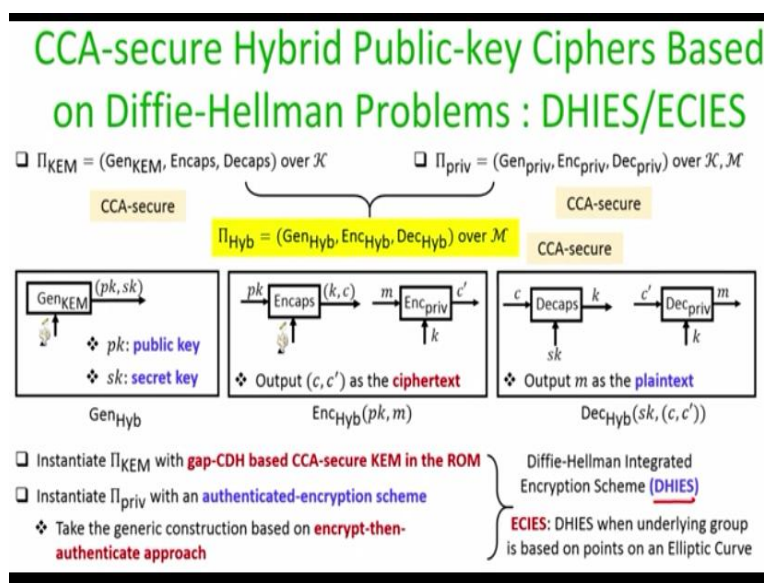 CCA-secure Hybrid Public-key Ciphers Based
on Diffie-Hellman Problems : DHIES/ECIES
❑ Π_KEM = (Gen_KEM, Encaps, Decaps) over 𝒦
❑ Π_priv = (Gen_priv, Enc_priv, Dec_priv) over 𝒦, ℳ
CCA-secure
CCA-secure
Π_Hyb = (Gen_Hyb, Enc_Hyb, Dec_Hyb) over ℳ
CCA-secure
Gen_KEM (pk, sk)
❖ pk: public key
❖ sk: secret key
Gen_Hyb
pk Encaps (k, c) m Enc_priv c′
k
❖ Output (c, c′) as the ciphertext
Enc_Hyb(pk, m)
c Decaps k c′ Dec_priv m
sk k
❖ Output m as the plaintext
Dec_Hyb(sk, (c, c′))
❑ Instantiate Π_KEM with gap-CDH based CCA-secure KEM in the ROM
❑ Instantiate Π_priv with an authenticated-encryption scheme
❖ Take the generic construction based on encrypt-then-
authenticate approach
Diffie-Hellman Integrated
Encryption Scheme (DHIES)
ECIES: DHIES when underlying group
is based on points on an Elliptic Curve